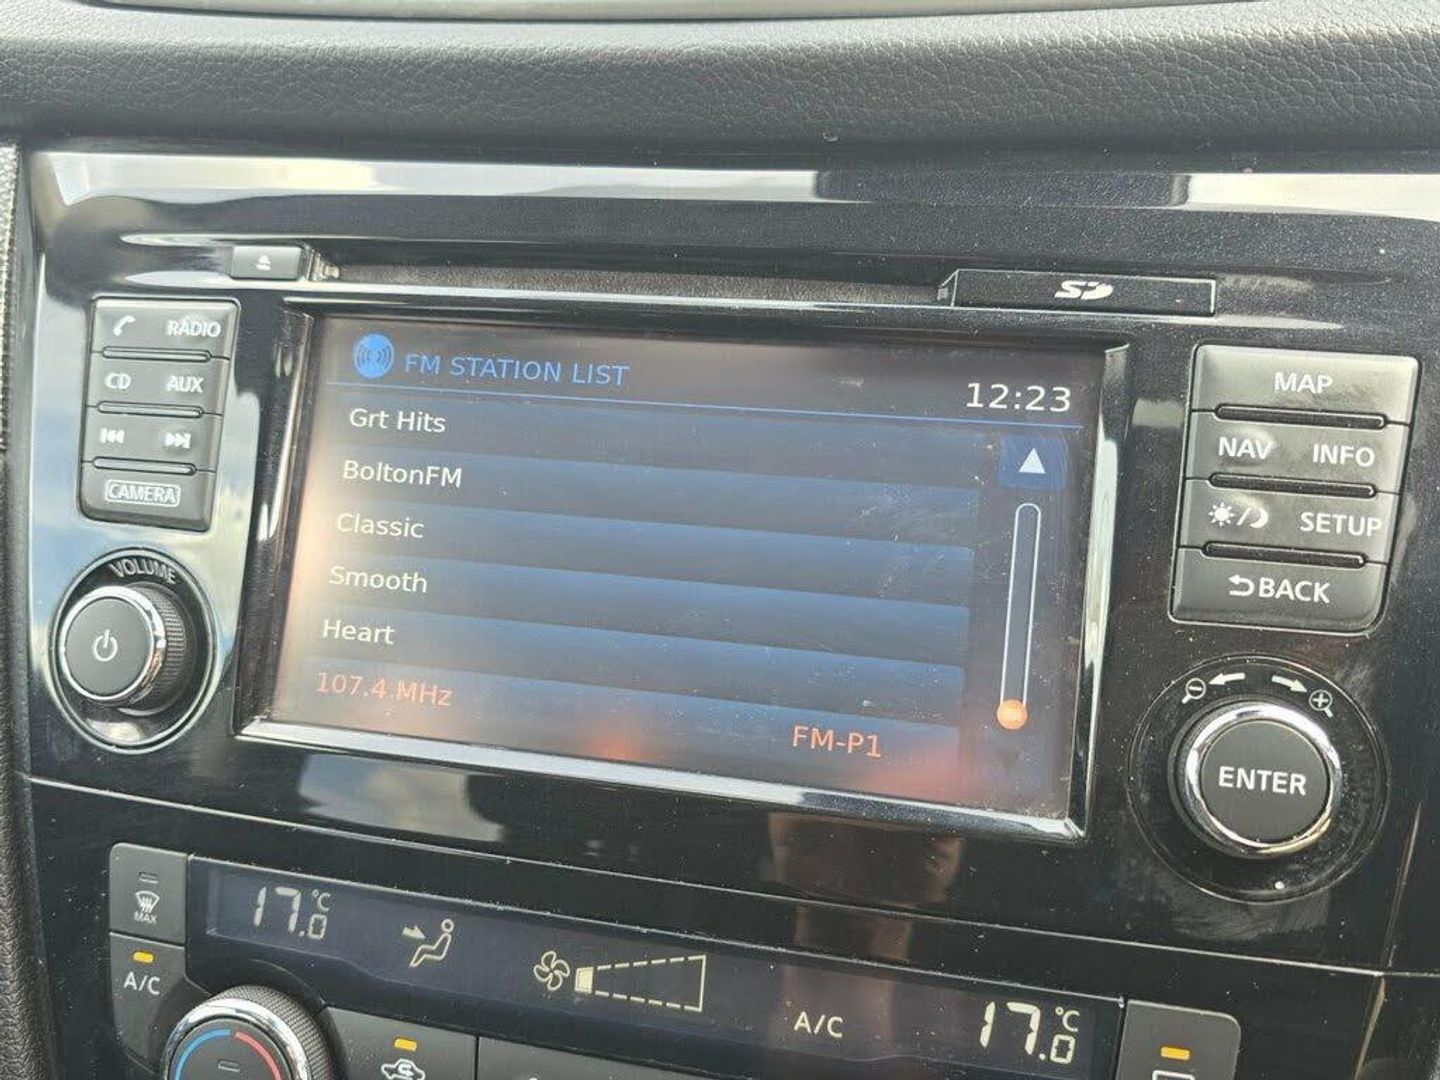 SD
RADIO
CD AUX
CAMERA
VOLUME
FM STATION LIST
12:23
Grt Hits
BoltonFM
Classic
Smooth
Heart
107.4.MHz
FM-P1
MAP
NAV INFO
SETUP
BACK
ENTER
MAX
A/C
17.0 °C
A/C
17.0 °C